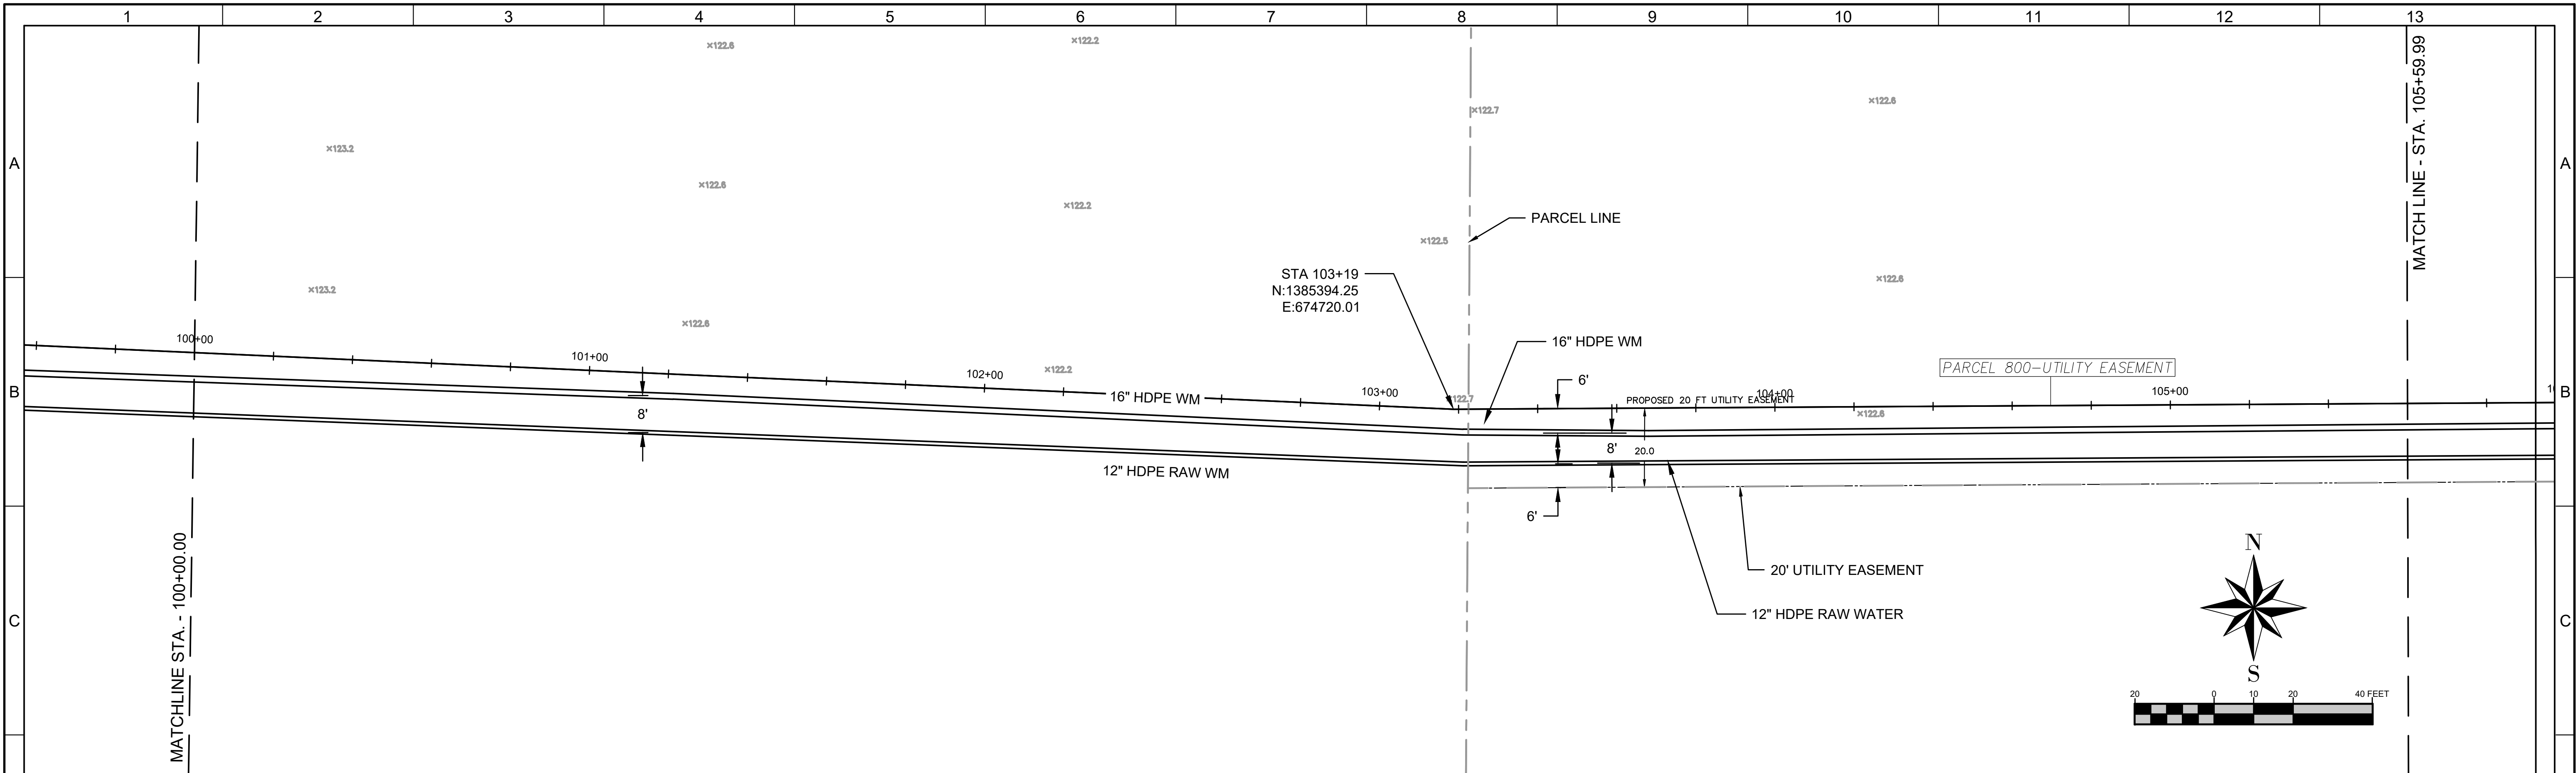 1 2 3 4 5 6 7 8 9 10 11 12 13
×122.6
×122.2
×122.7
×122.6
MATCH LINE - STA. 105+59.99
A
×123.2
A
×122.6
×122.2
PARCEL LINE
×122.5
STA 103+19
N:1385394.25
E:674720.01
×122.6
×123.2
×122.6
100+00
16" HDPE WM
101+00
×122.2
102+00
PARCEL 800-UTILITY EASEMENT
6'
B
103+00
16" HDPE WM
122.7
104+00
PROPOSED 20 FT UTILITY EASEMENT
105+00
B
8'
×122.6
8'
20.0
12" HDPE RAW WM
6'
MATCHLINE STA. - 100+00.00
20' UTILITY EASEMENT
N
C
12" HDPE RAW WATER
C
S
20 0 10 20 40 FEET